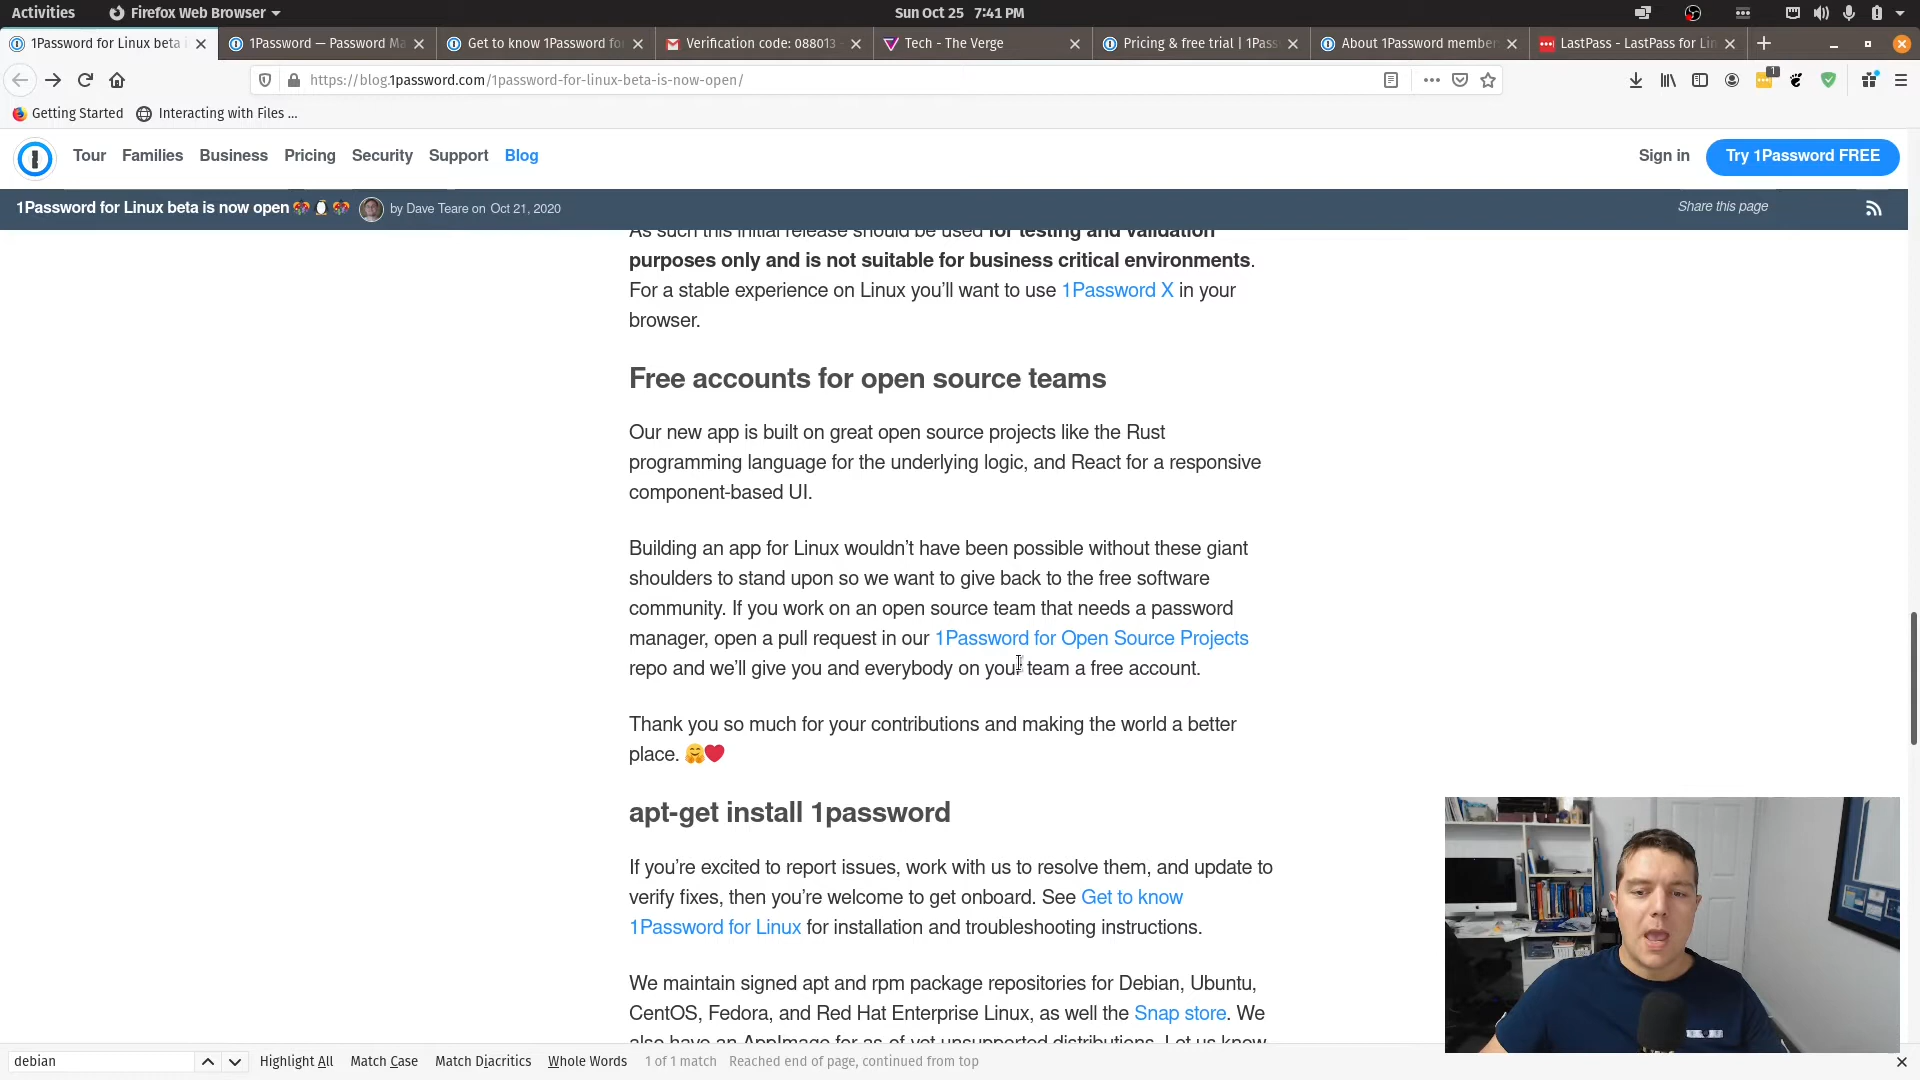 Activities
Firefox Web Browser
Sun Oct 25 7:41 PM
1Password for Linux beta i
1Password — Password Ma
Get to know 1Password for
Verification code: 088013
Tech - The Verge
Pricing & free trial | 1Pass
About 1Password member
LastPass - LastPass for Lin
https://blog.1password.com/1password-for-linux-beta-is-now-open/
1
Getting Started
Interacting with Files ...
Tour
Families
Business
Pricing
Security
Support
Blog
Sign in
Try 1Password FREE
1Password for Linux beta is now open
by Dave Teare on Oct 21, 2020
Share this page
As such this initial release should be used for testing and validation
purposes only and is not suitable for business critical environments.
For a stable experience on Linux you’ll want to use 1Password X in your
browser.
Free accounts for open source teams
Our new app is built on great open source projects like the Rust
programming language for the underlying logic, and React for a responsive
component-based UI.
Building an app for Linux wouldn’t have been possible without these giant
shoulders to stand upon so we want to give back to the free software
community. If you work on an open source team that needs a password
manager, open a pull request in our 1Password for Open Source Projects
repo and we’ll give you and everybody on your team a free account.
Thank you so much for your contributions and making the world a better
place. 🤗❤️
apt-get install 1password
If you’re excited to report issues, work with us to resolve them, and update to
verify fixes, then you’re welcome to get onboard. See Get to know
1Password for Linux for installation and troubleshooting instructions.
We maintain signed apt and rpm package repositories for Debian, Ubuntu,
CentOS, Fedora, and Red Hat Enterprise Linux, as well the Snap store. We
also have an AppImage for as-of-yet unsupported distributions. Let us know
debian
Highlight All
Match Case
Match Diacritics
Whole Words
1 of 1 match
Reached end of page, continued from top